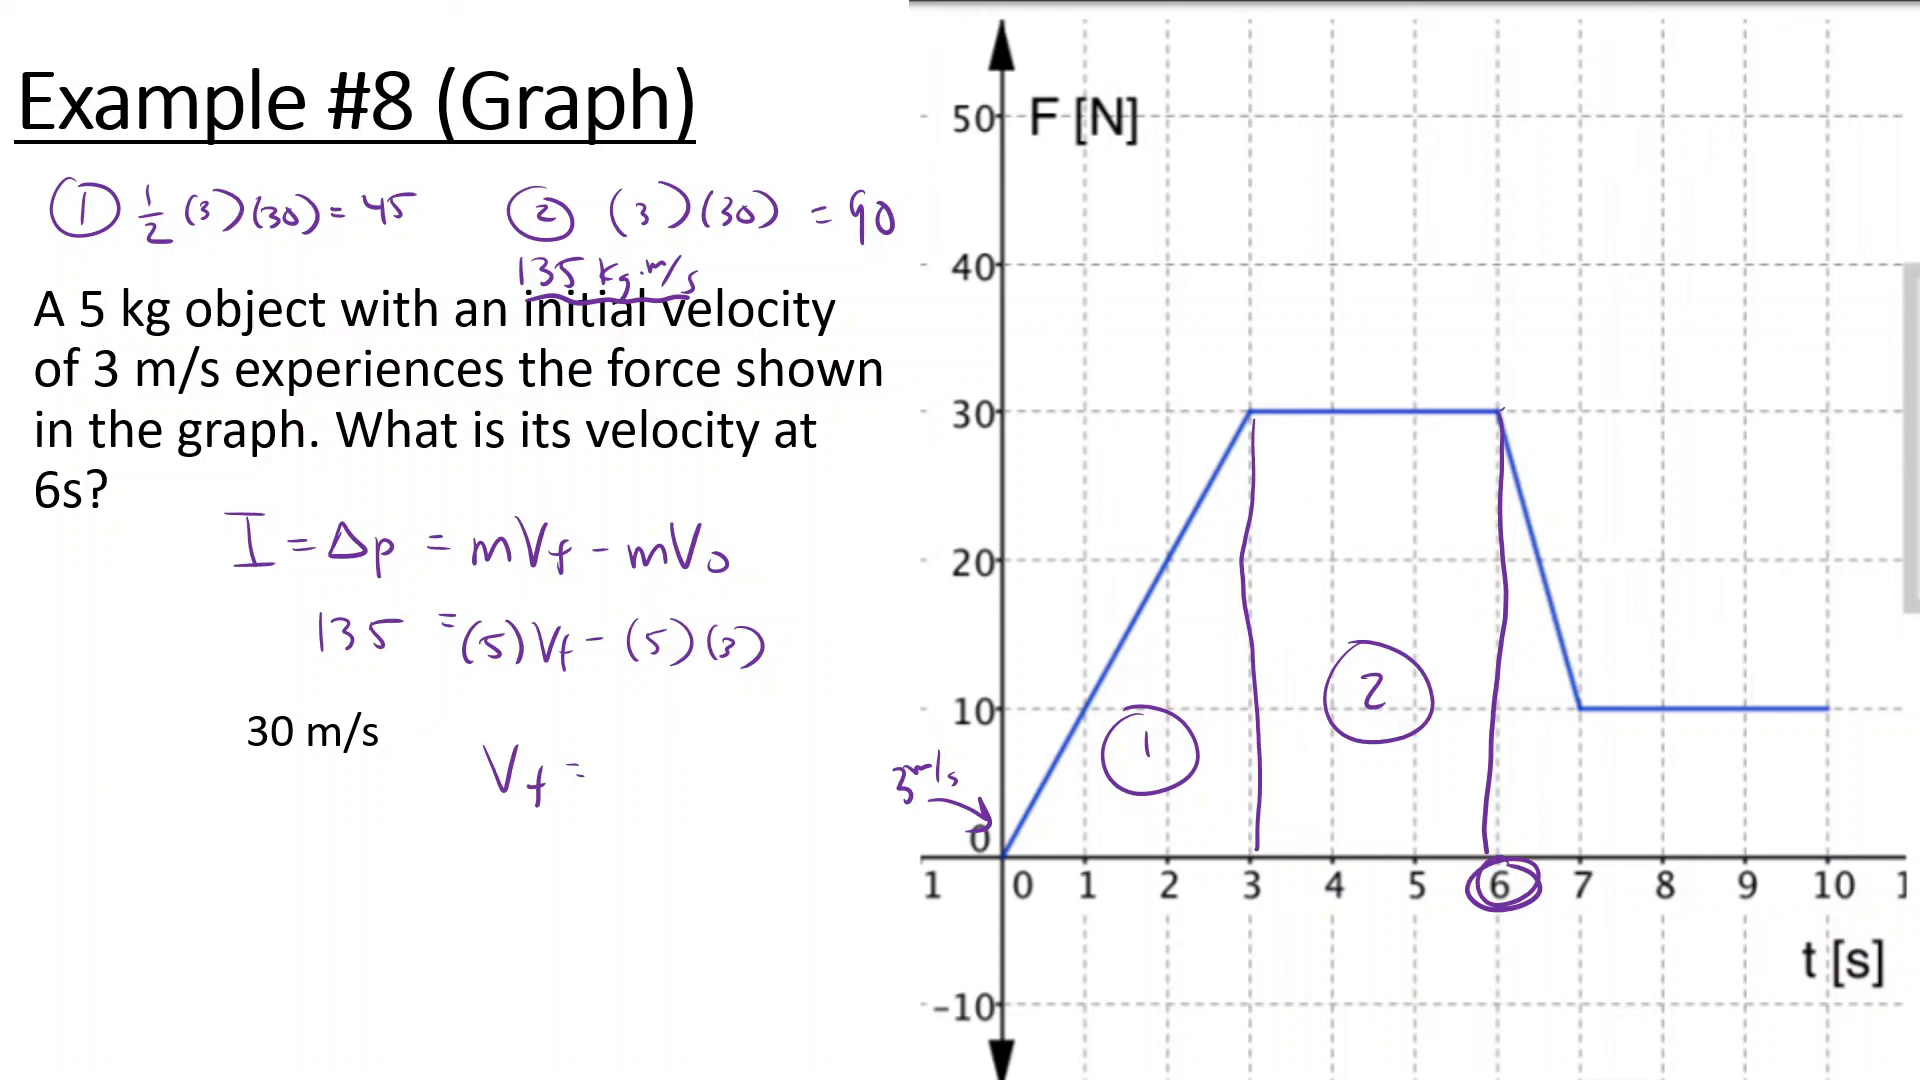 Example #8 (Graph)
① 1/2 (3)(30) = 45
② (3)(30) = 90
135 kg·m/s
A 5 kg object with an initial velocity
of 3 m/s experiences the force shown
in the graph. What is its velocity at
6s?
I = Δp = mVf - mVo
135 = (5)Vf - (5)(3)
30 m/s
Vf =
F [N]
50
40
30
20
10
0
-10
3 m/s
①
②
1 0 1 2 3 4 5 6 7 8 9 10 1
t [s]